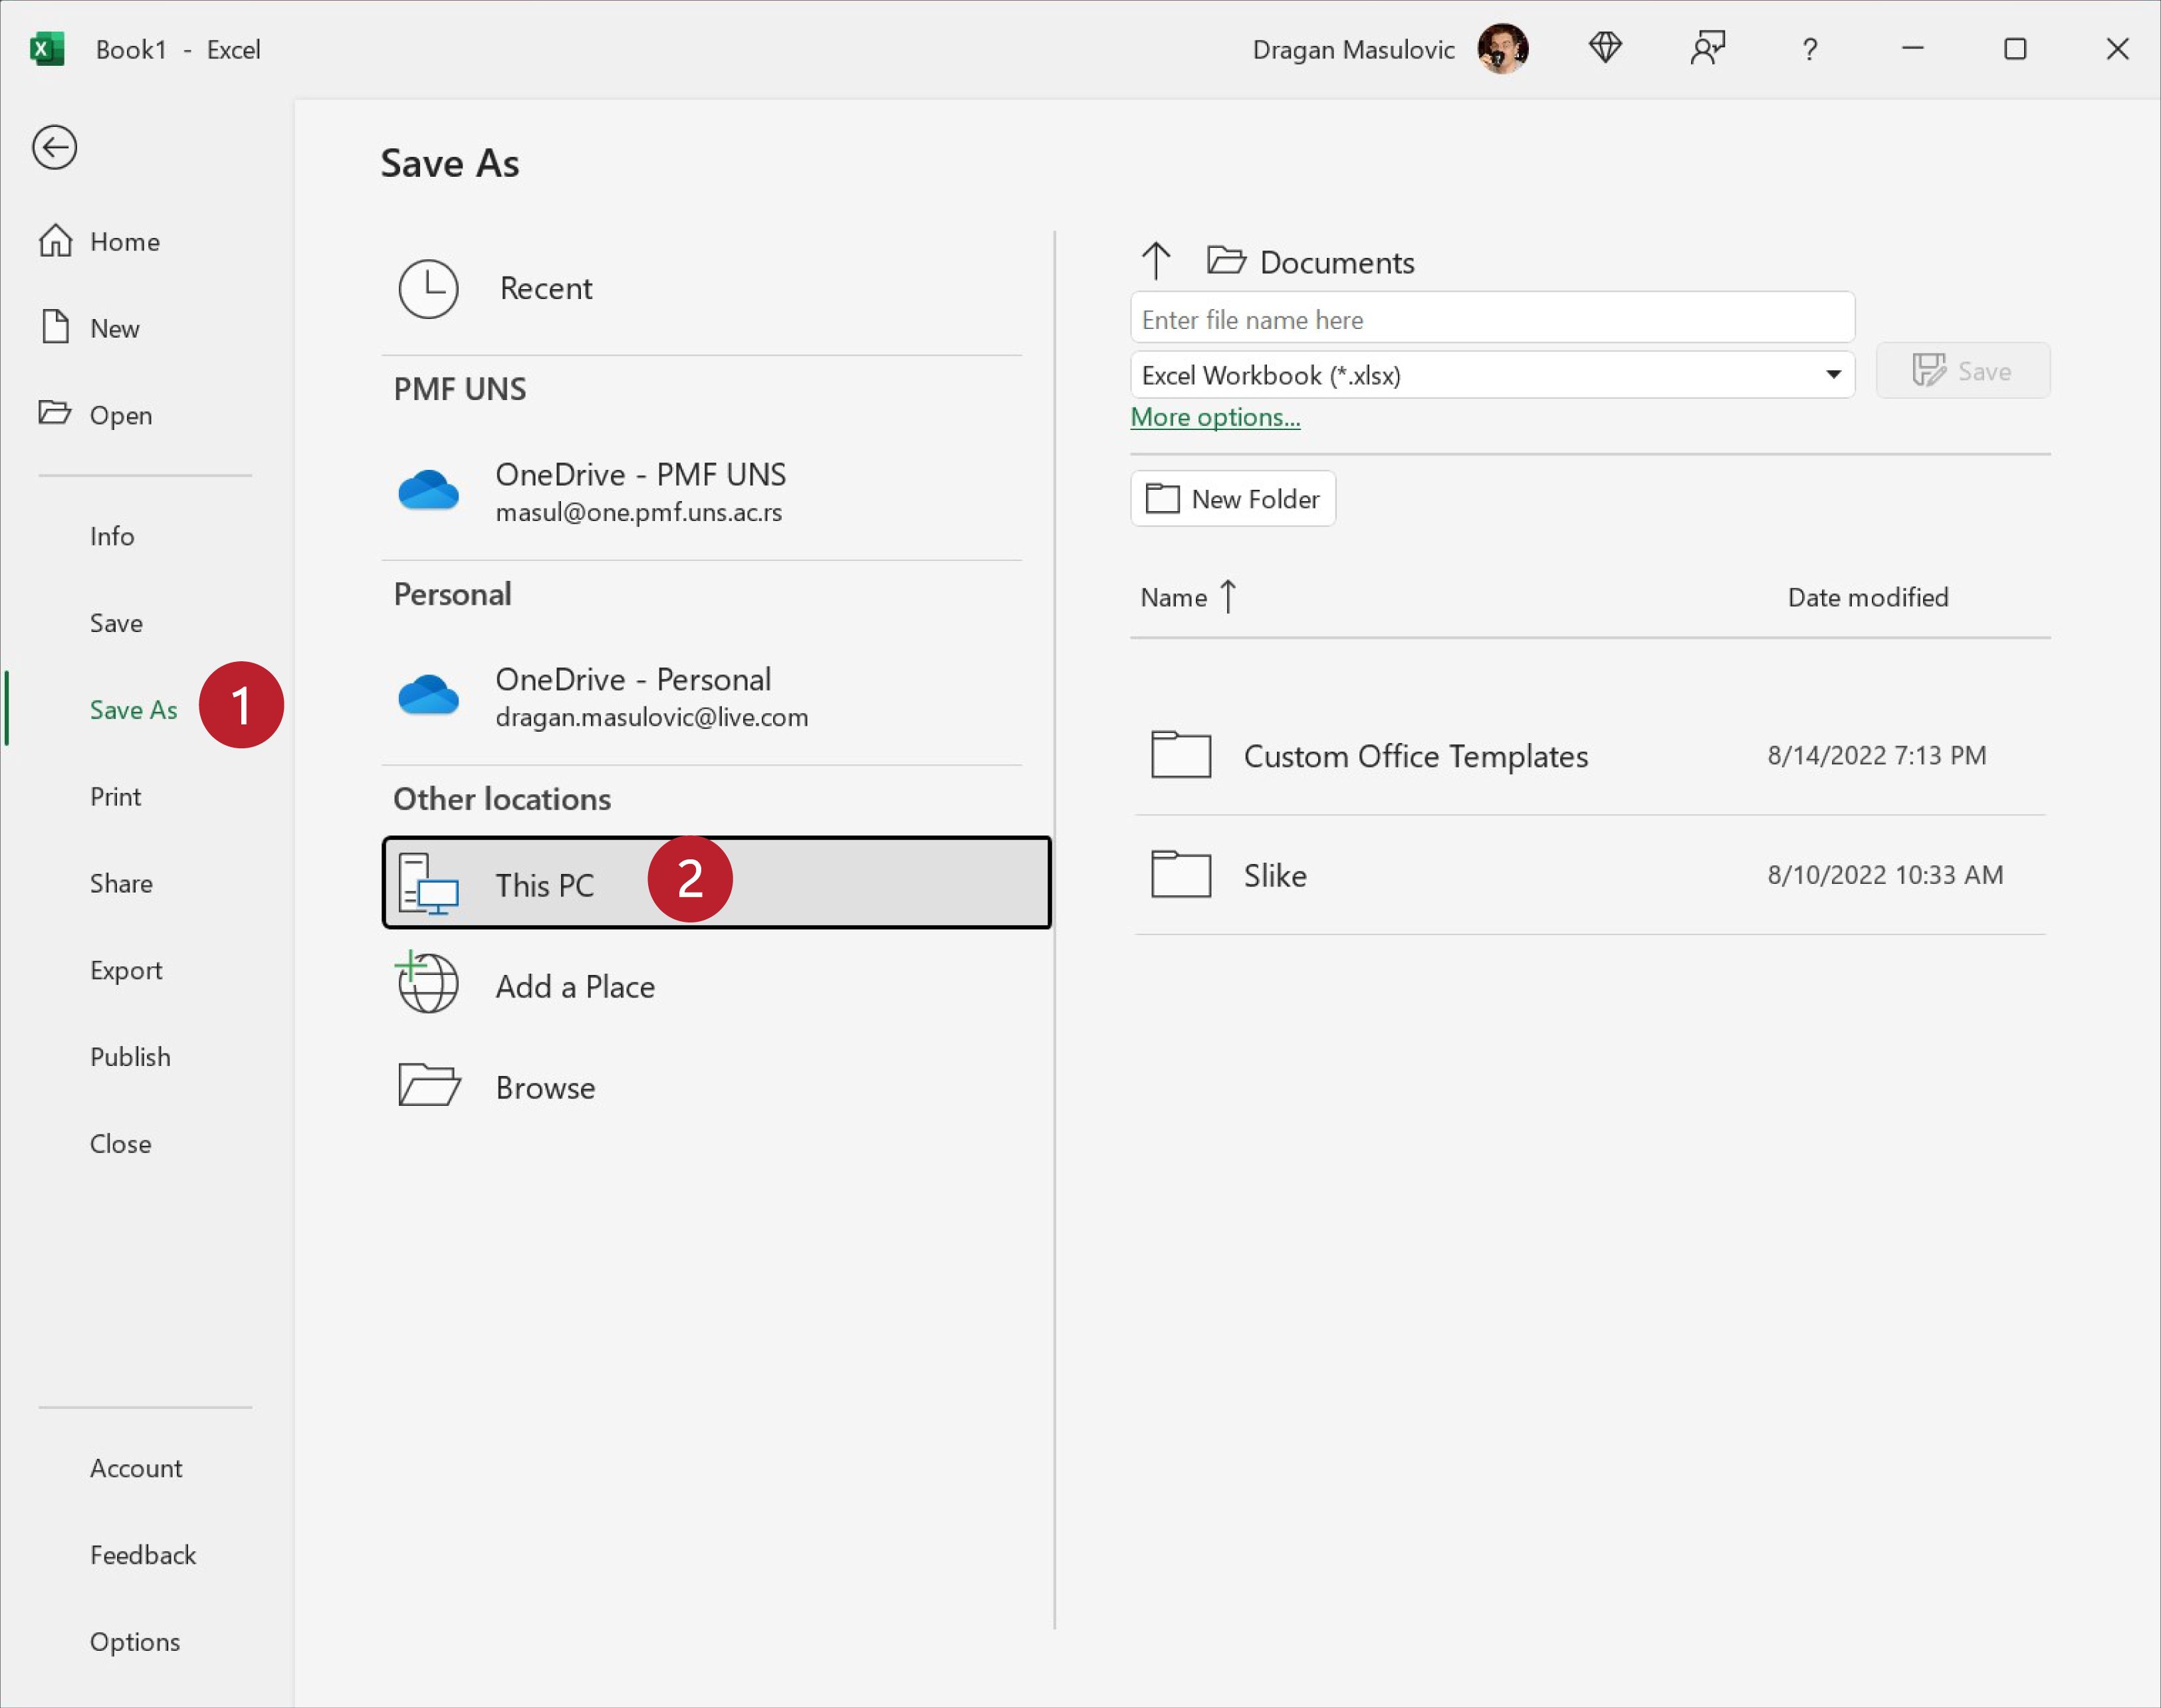 Book1 - Excel
Dragan Masulovic
?
Home
New
Open
Info
Save
Save As
1
Print
Share
Export
Publish
Close
Account
Feedback
Options
Save As
Recent
PMF UNS
OneDrive - PMF UNS
masul@one.pmf.uns.ac.rs
Personal
OneDrive - Personal
dragan.masulovic@live.com
Other locations
This PC
2
Add a Place
Browse
Documents
Enter file name here
Excel Workbook (*.xlsx)
Save
More options...
New Folder
Name ↑ Date modified
Custom Office Templates 8/14/2022 7:13 PM
Slike 8/10/2022 10:33 AM